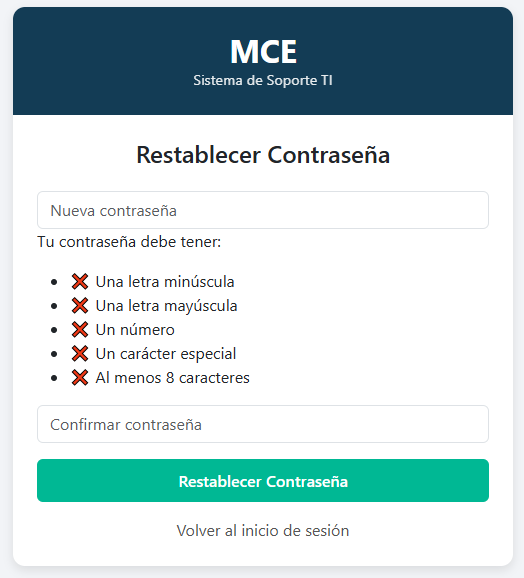 MCE
Sistema de Soporte TI
Restablecer Contraseña
Nueva contraseña
Tu contraseña debe tener:
• ❌ Una letra minúscula
• ❌ Una letra mayúscula
• ❌ Un número
• ❌ Un carácter especial
• ❌ Al menos 8 caracteres
Confirmar contraseña
Restablecer Contraseña
Volver al inicio de sesión